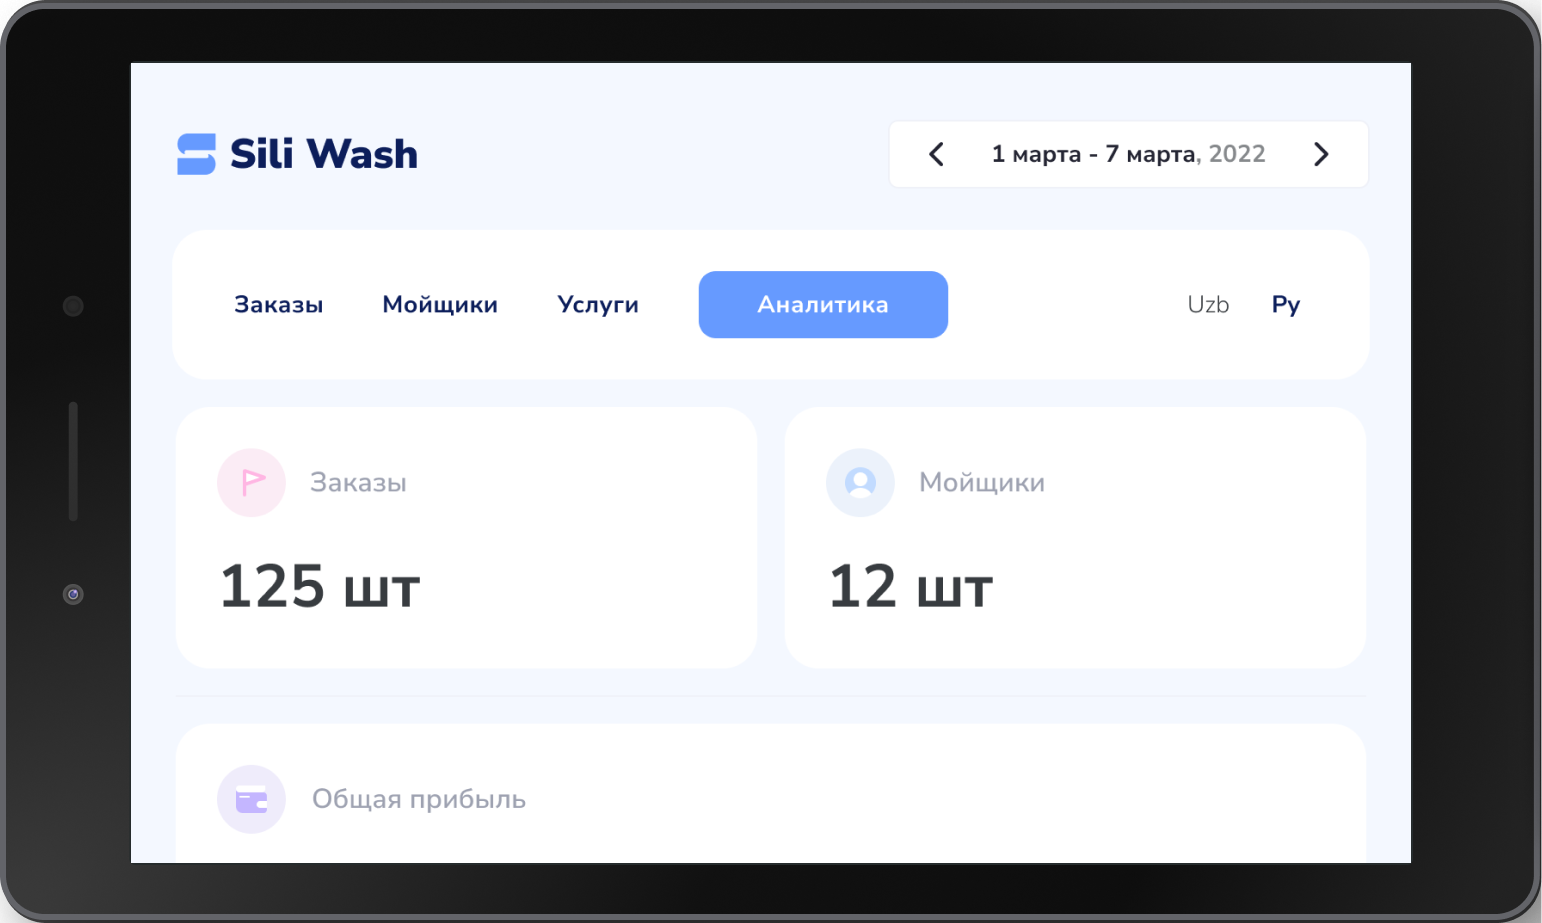 Sili Wash
1 марта - 7 марта, 2022
Заказы Мойщики Услуги Аналитика Uzb Ру
Заказы
125 шт
Мойщики
12 шт
Общая прибыль